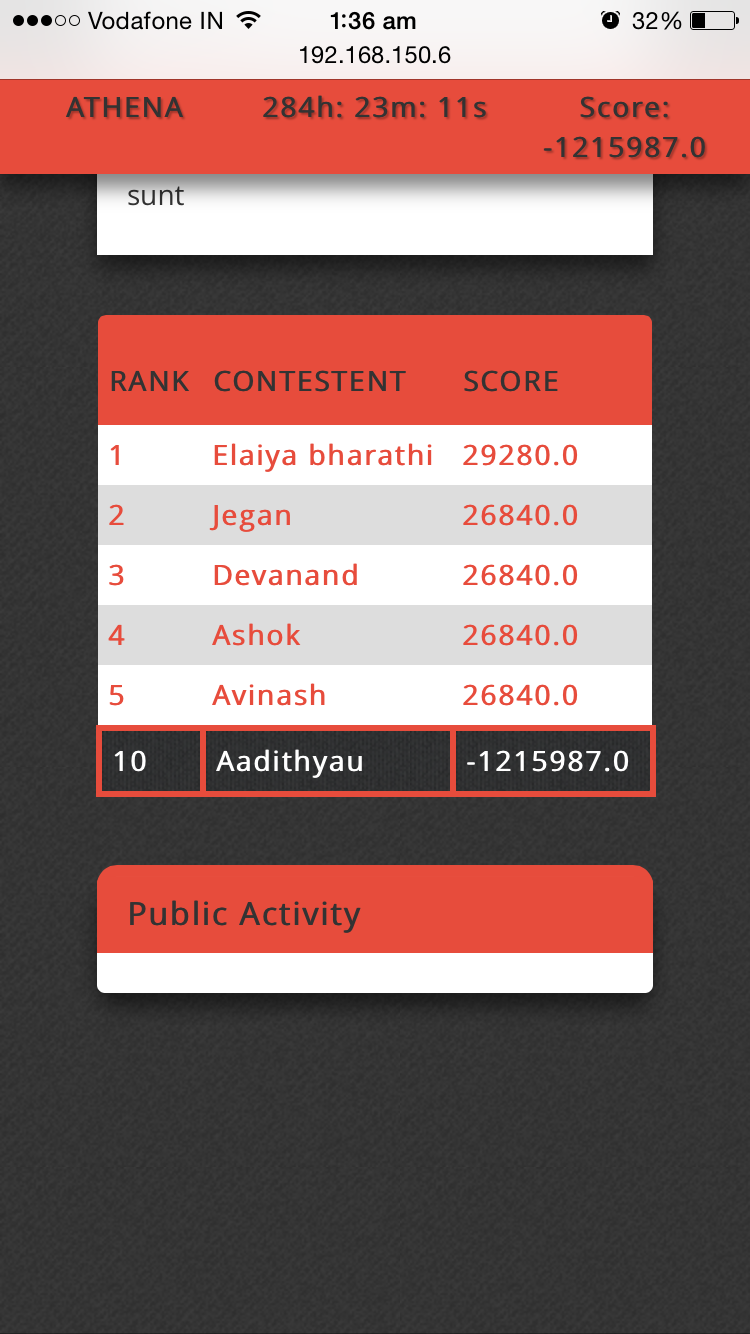 Vodafone IN 1:36 am 32%
192.168.150.6
ATHENA 284h: 23m: 11s Score: -1215987.0
sunt
RANK CONTESTENT SCORE
1 Elaiya bharathi 29280.0
2 Jegan 26840.0
3 Devanand 26840.0
4 Ashok 26840.0
5 Avinash 26840.0
10 Aadithyau -1215987.0
Public Activity